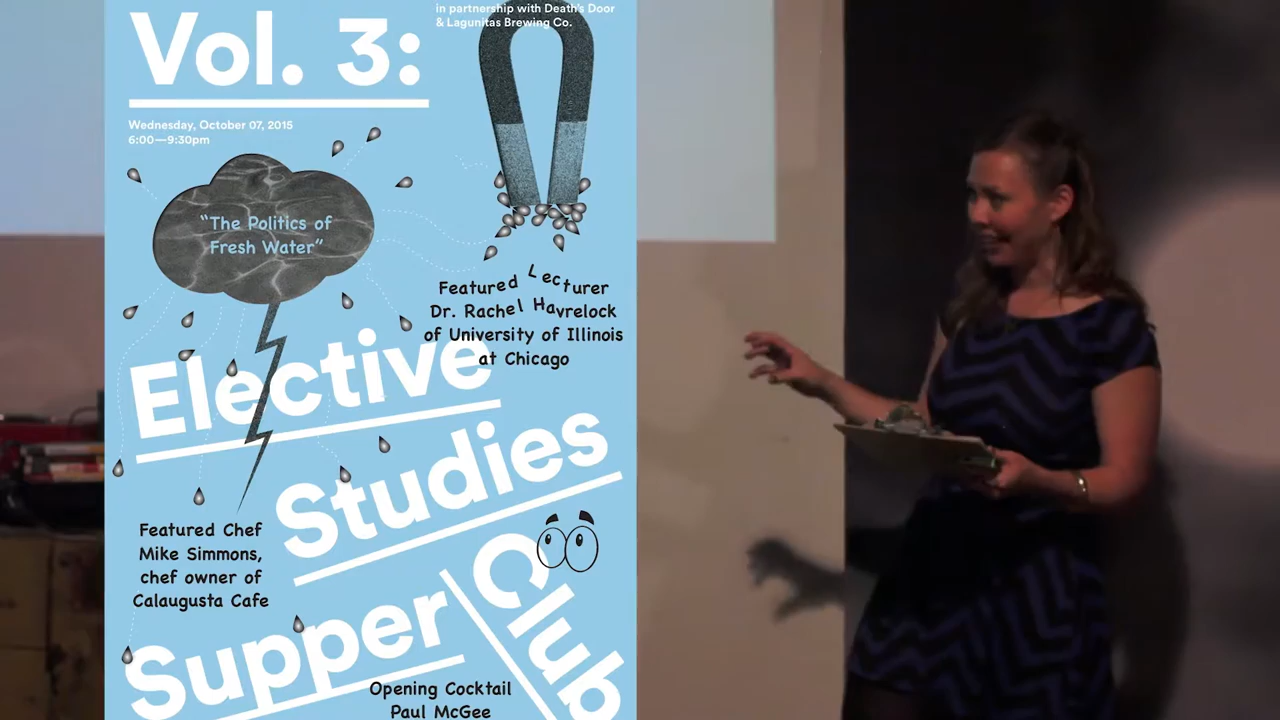 in partnership with Death's Door
& Lagunitas Brewing Co.
Vol. 3:
Wednesday, October 07, 2015
6:00—9:30pm
“The Politics of
Fresh Water”
Featured Lecturer
Dr. Rachel Havrelock
of University of Illinois
at Chicago
Elective
Studies
Featured Chef
Mike Simmons,
chef owner of
Calaugusta Cafe
Supper
Club
Opening Cocktail
Paul McGee